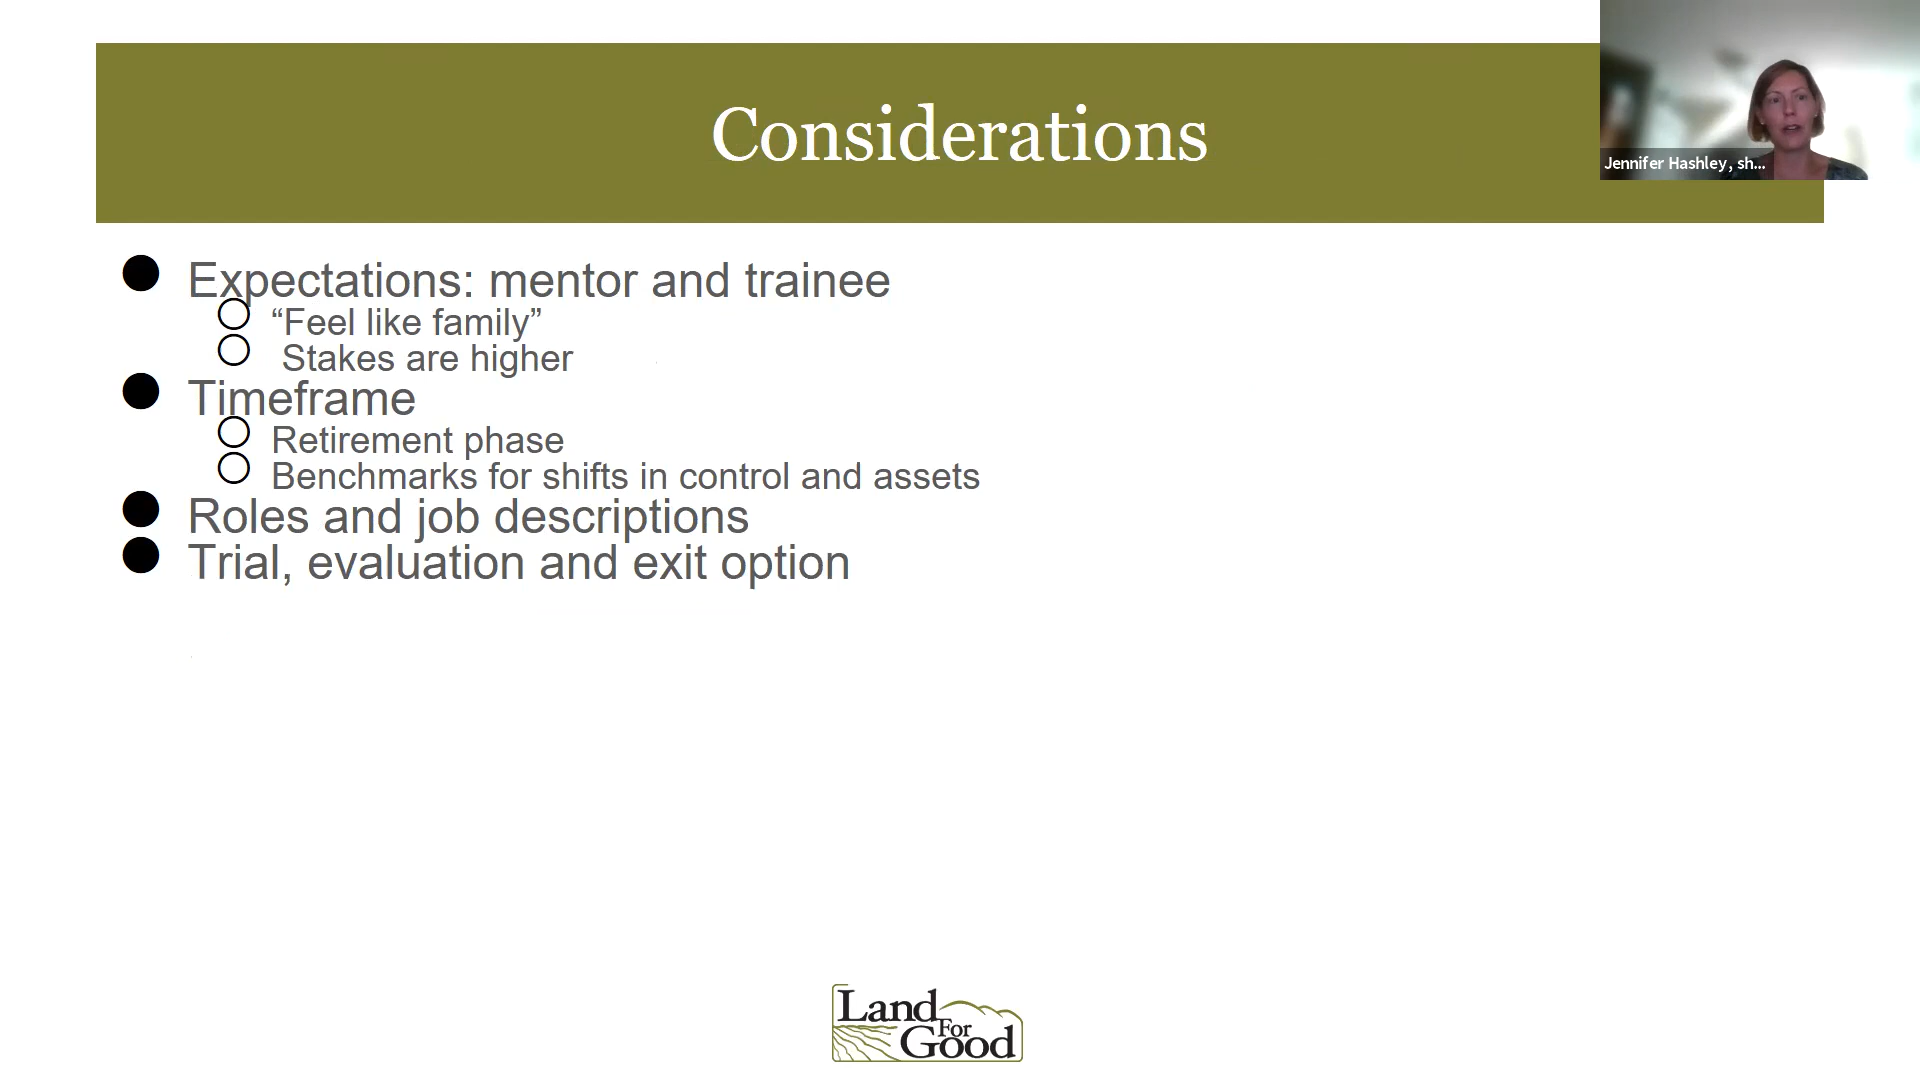 Considerations
Jennifer Hashley, sh...
Expectations: mentor and trainee
“Feel like family”
Stakes are higher
Timeframe
Retirement phase
Benchmarks for shifts in control and assets
Roles and job descriptions
Trial, evaluation and exit option
Land
For
Good